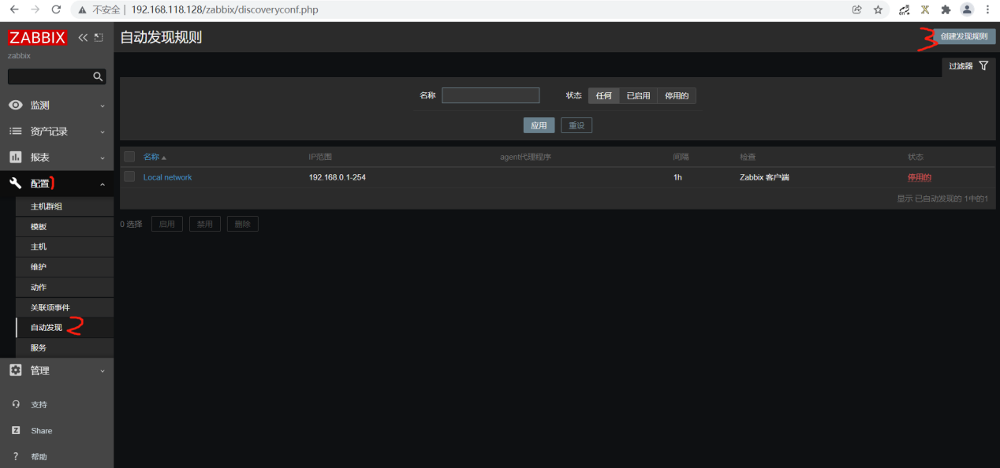 不安全 | 192.168.118.128/zabbix/discoveryconf.php
ZABBIX
zabbix
监测
资产记录
报表
配置 1
主机群组
模板
主机
维护
动作
关联项事件
自动发现 2
服务
管理
支持
Z Share
? 帮助
自动发现规则
3 创建发现规则
过滤器
名称 状态 任何 已启用 停用的
应用 重设
名称 IP范围 agent代理程序 间隔 检查 状态
Local network 192.168.0.1-254 1h Zabbix 客户端 停用的
显示 已自动发现的 1中的1
0 选择 启用 禁用 删除